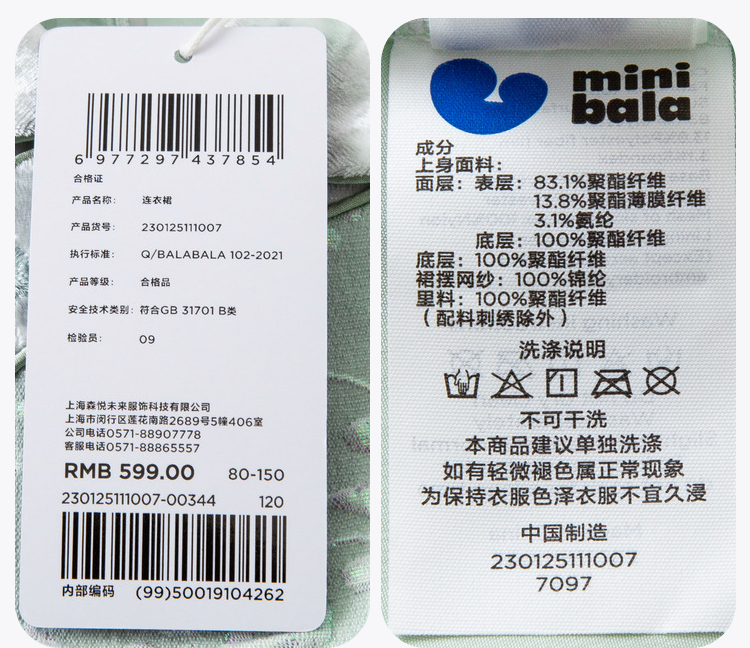 6 977297 437854
合格证
产品名称: 连衣裙
产品货号: 230125111007
执行标准: Q/BALABALA 102-2021
产品等级: 合格品
安全技术类别: 符合GB 31701 B类
检验员: 09
上海森悦未来服饰科技有限公司
上海市闵行区莲花南路2689号5幢406室
公司电话0571-88907778
客服电话0571-88865557
RMB 599.00 80-150
230125111007-00344 120
内部编码 (99)50019104262
mini
bala
成分
上身面料:
面层: 表层: 83.1%聚酯纤维
13.8%聚酯薄膜纤维
3.1%氨纶
底层: 100%聚酯纤维
底层: 100%聚酯纤维
裙摆网纱: 100%锦纶
里料: 100%聚酯纤维
(配料刺绣除外)
洗涤说明
不可干洗
本商品建议单独洗涤
如有轻微褪色属正常现象
为保持衣服色泽衣服不宜久浸
中国制造
230125111007
7097